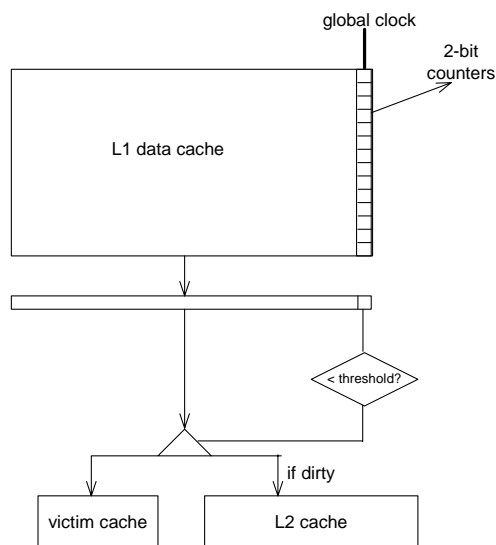 global clock
2-bit
counters
L1 data cache
< threshold?
if dirty
victim cache
L2 cache